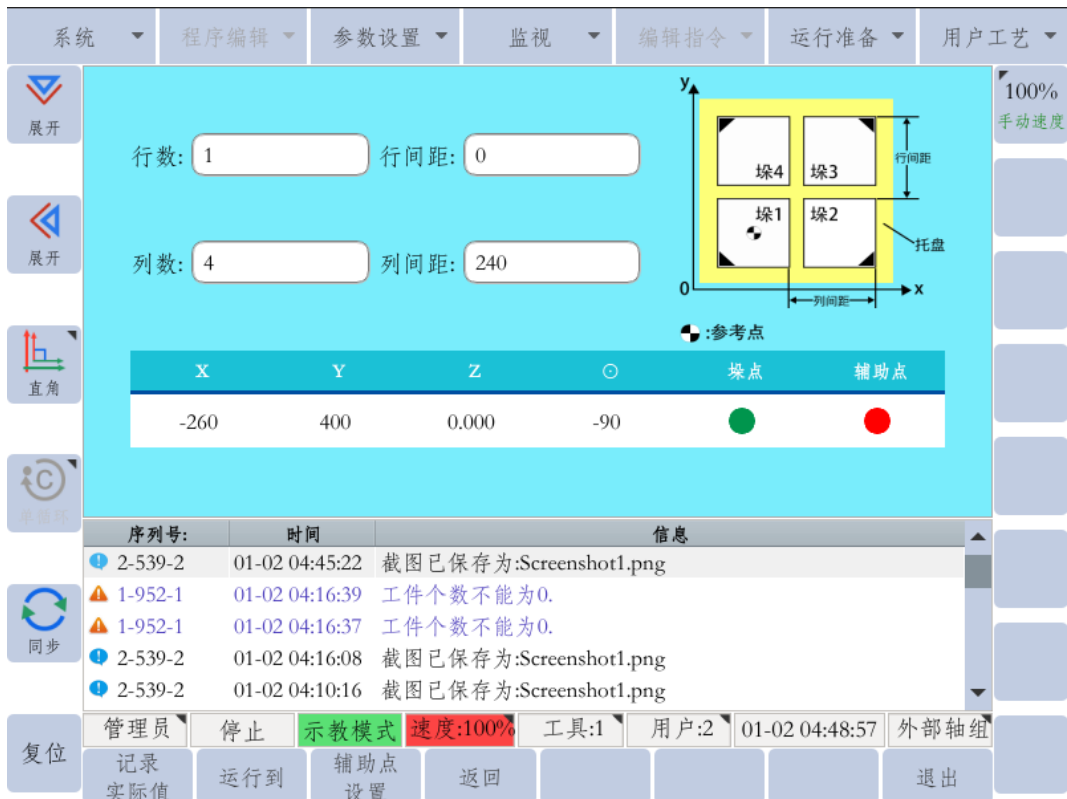 系统 程序编辑 参数设置 监视 编辑指令 运行准备 用户工艺
展开
100%
手动速度
行数: 1 行间距: 0
展开
列数: 4 列间距: 240
y
垛4 垛3
行间距
垛1 垛2
托盘
0 x
列间距
:参考点
直角
X Y Z ⊙ 垛点 辅助点
-260 400 0.000 -90
C
单循环
序列号: 时间 信息
2-539-2 01-02 04:45:22 截图已保存为:Screenshot1.png
1-952-1 01-02 04:16:39 工件个数不能为0.
1-952-1 01-02 04:16:37 工件个数不能为0.
2-539-2 01-02 04:16:08 截图已保存为:Screenshot1.png
2-539-2 01-02 04:10:16 截图已保存为:Screenshot1.png
同步
管理员 停止 示教模式 速度:100% 工具:1 用户:2 01-02 04:48:57 外部轴组
复位
记录
实际值
运行到
辅助点
设置
返回
退出